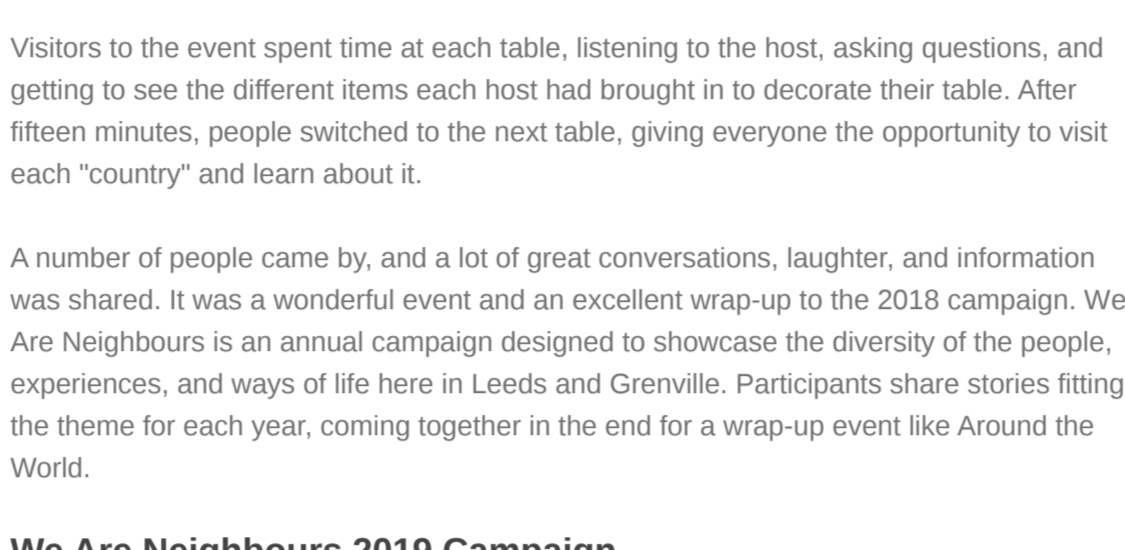 Visitors to the event spent time at each table, listening to the host, asking questions, and
getting to see the different items each host had brought in to decorate their table. After
fifteen minutes, people switched to the next table, giving everyone the opportunity to visit
each "country" and learn about it.
A number of people came by, and a lot of great conversations, laughter, and information
was shared. It was a wonderful event and an excellent wrap-up to the 2018 campaign. We
Are Neighbours is an annual campaign designed to showcase the diversity of the people,
experiences, and ways of life here in Leeds and Grenville. Participants share stories fitting
the theme for each year, coming together in the end for a wrap-up event like Around the
World.
We Are Neighbours 2019 Campaign